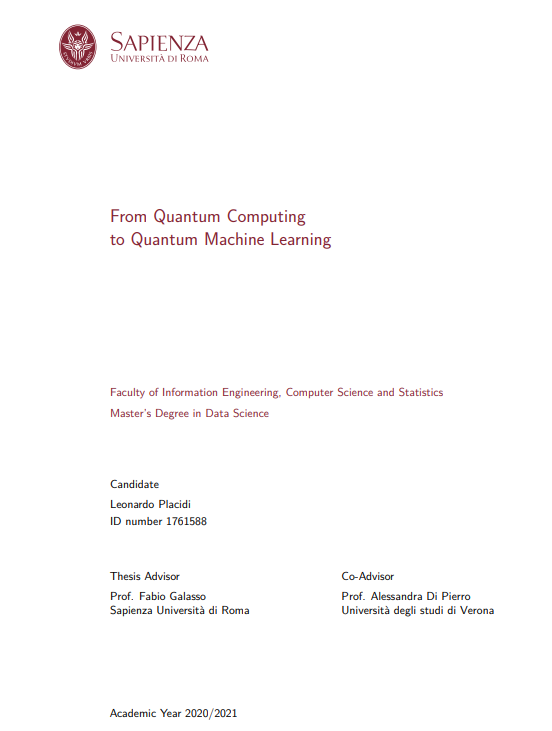 SAPIENZA
UNIVERSITÀ DI ROMA
From Quantum Computing
to Quantum Machine Learning
Faculty of Information Engineering, Computer Science and Statistics
Master's Degree in Data Science
Candidate
Leonardo Placidi
ID number 1761588
Thesis Advisor
Prof. Fabio Galasso
Sapienza Università di Roma
Co-Advisor
Prof. Alessandra Di Pierro
Università degli studi di Verona
Academic Year 2020/2021